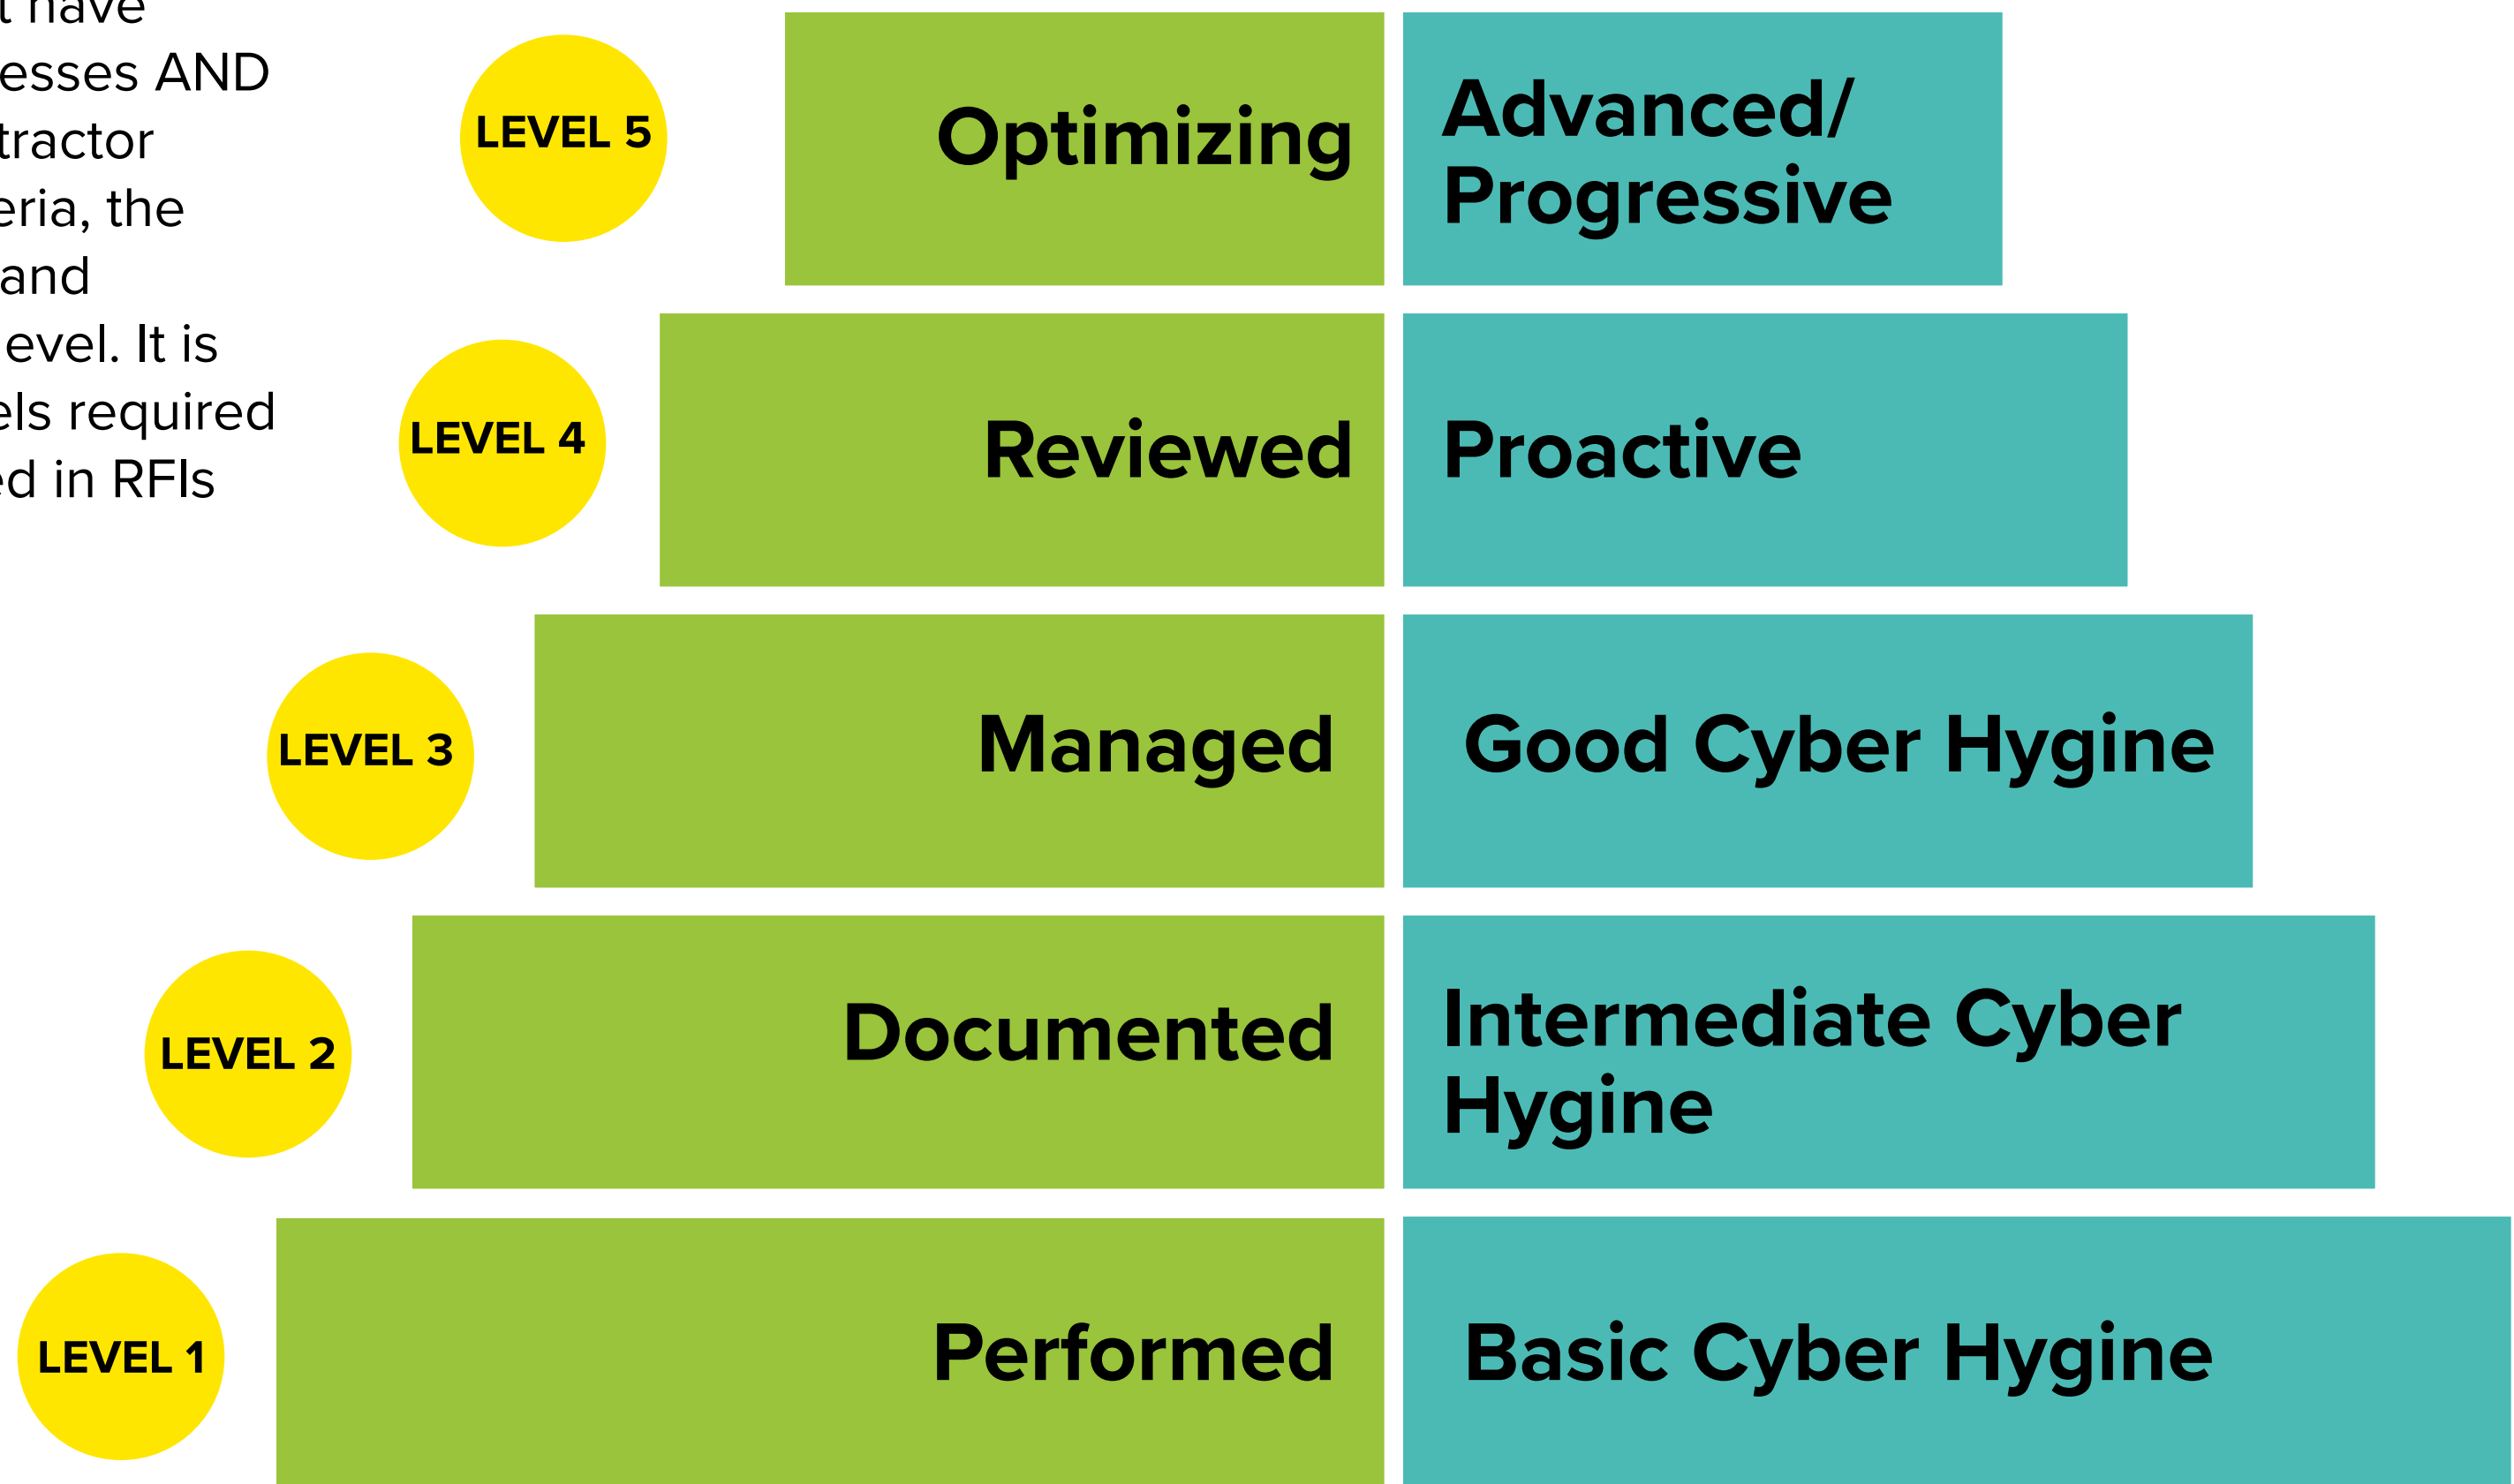 t have
esses AND
tractor
eria, the
and
evel. It is
els required
ed in RFIs
LEVEL 5
Optimizing
Advanced/
Progressive
LEVEL 4
Reviewed
Proactive
LEVEL 3
Managed
Good Cyber Hygine
LEVEL 2
Documented
Intermediate Cyber
Hygine
LEVEL 1
Performed
Basic Cyber Hygine